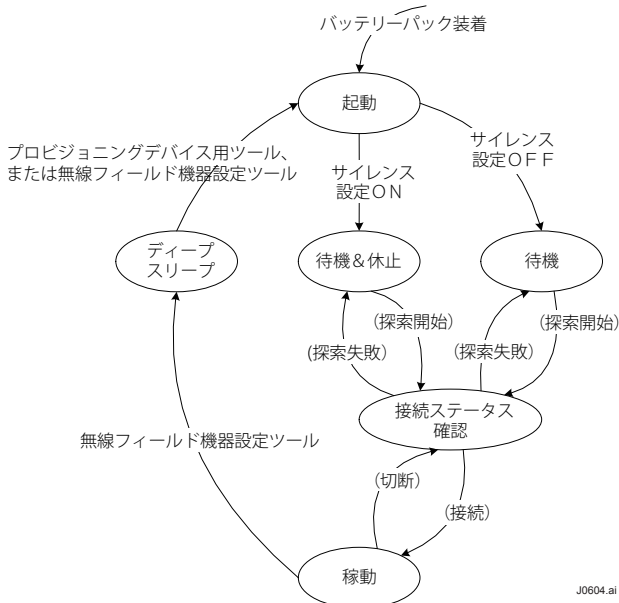 バッテリーパック装着
起動
プロビジョニングデバイス用ツール、
または無線フィールド機器設定ツール
サイレンス
設定ON
サイレンス
設定OFF
ディープ
スリープ
待機&休止
待機
(探索開始)
(探索失敗)
(探索開始)
(探索失敗)
接続ステータス
確認
無線フィールド機器設定ツール
(切断)
(接続)
稼動
J0604.ai